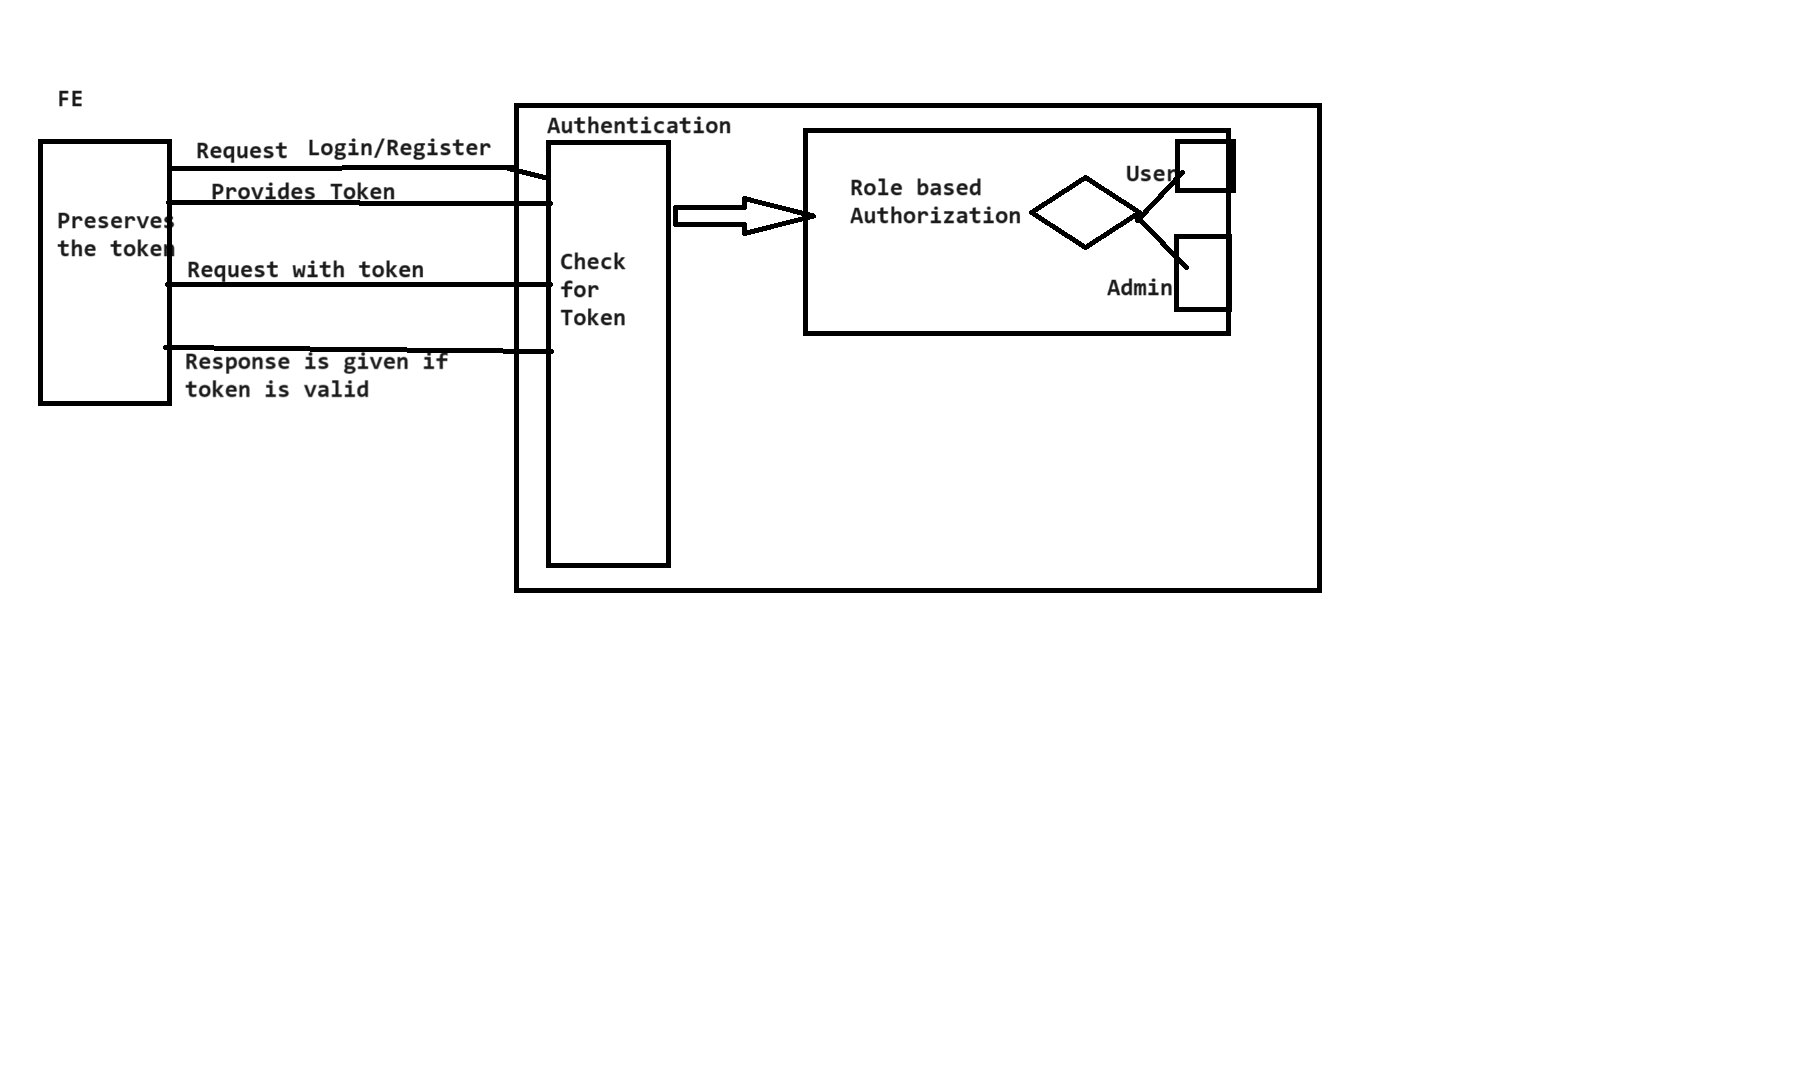 FE
Request Login/Register
Provides Token
Preserves
the token
Request with token
Response is given if
token is valid
Authentication
Check
for
Token
Role based
Authorization
User
Admin